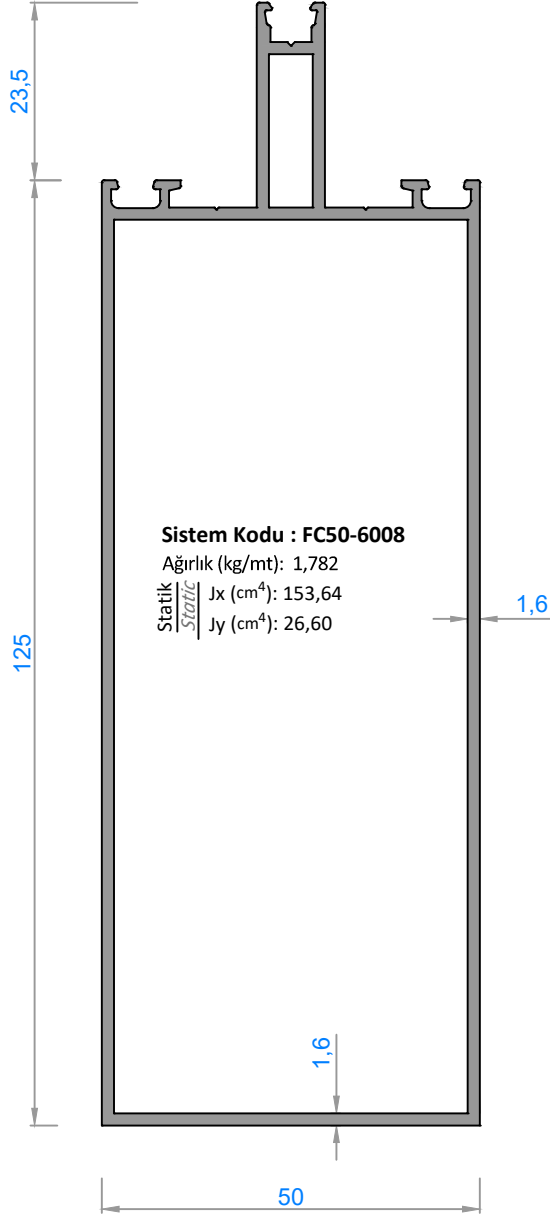 23,5
Sistem Kodu : FC50-6008
Ağırlık (kg/mt): 1,782
Statik
Static
Jx (cm⁴): 153,64
Jy (cm⁴): 26,60
1,6
125
1,6
50